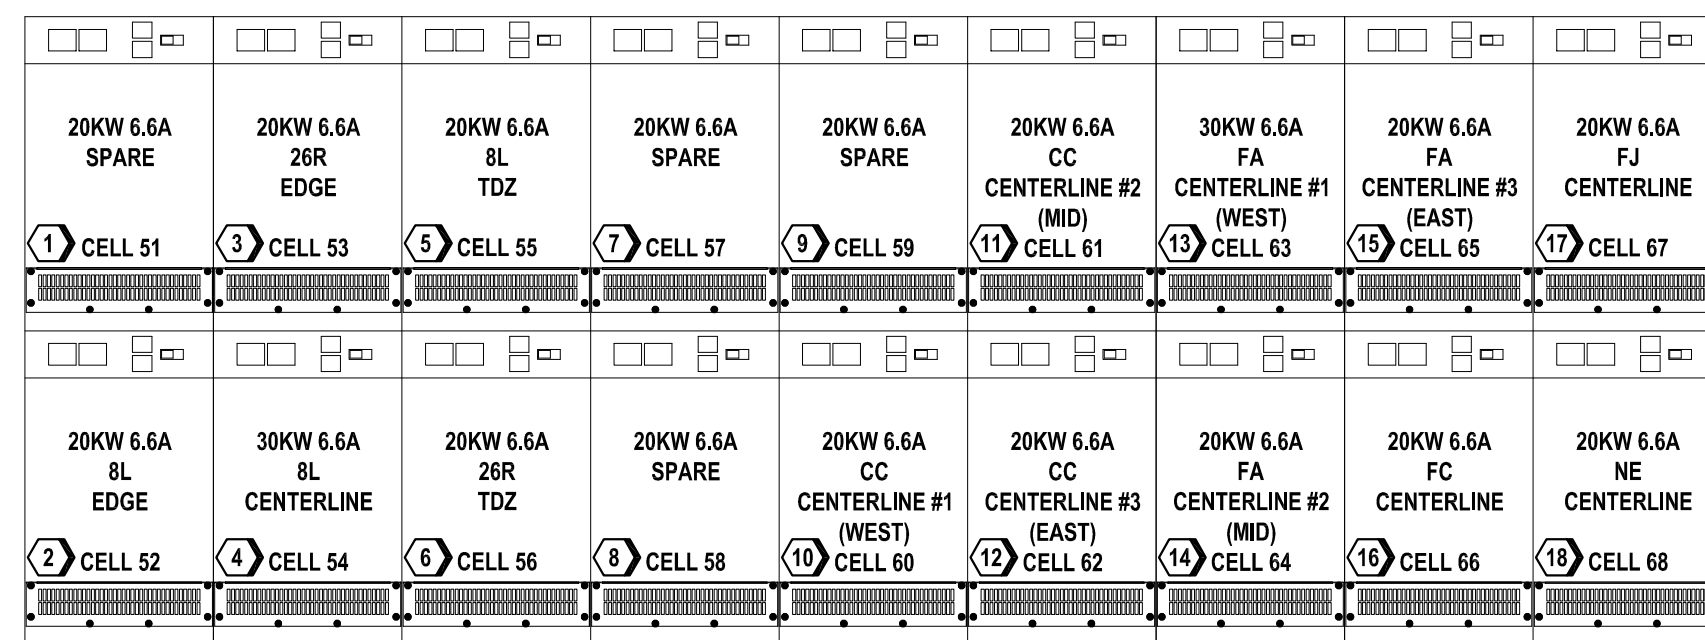 20KW 6.6A
SPARE
1 CELL 51
20KW 6.6A
26R
EDGE
3 CELL 53
20KW 6.6A
8L
TDZ
5 CELL 55
20KW 6.6A
SPARE
7 CELL 57
20KW 6.6A
SPARE
9 CELL 59
20KW 6.6A
CC
CENTERLINE #2
(MID)
11 CELL 61
30KW 6.6A
FA
CENTERLINE #1
(WEST)
13 CELL 63
20KW 6.6A
FA
CENTERLINE #3
(EAST)
15 CELL 65
20KW 6.6A
FJ
CENTERLINE
17 CELL 67
20KW 6.6A
8L
EDGE
2 CELL 52
30KW 6.6A
8L
CENTERLINE
4 CELL 54
20KW 6.6A
26R
TDZ
6 CELL 56
20KW 6.6A
SPARE
8 CELL 58
20KW 6.6A
CC
CENTERLINE #1
(WEST)
10 CELL 60
20KW 6.6A
CC
CENTERLINE #3
(EAST)
12 CELL 62
20KW 6.6A
FA
CENTERLINE #2
(MID)
14 CELL 64
20KW 6.6A
FC
CENTERLINE
16 CELL 66
20KW 6.6A
NE
CENTERLINE
18 CELL 68